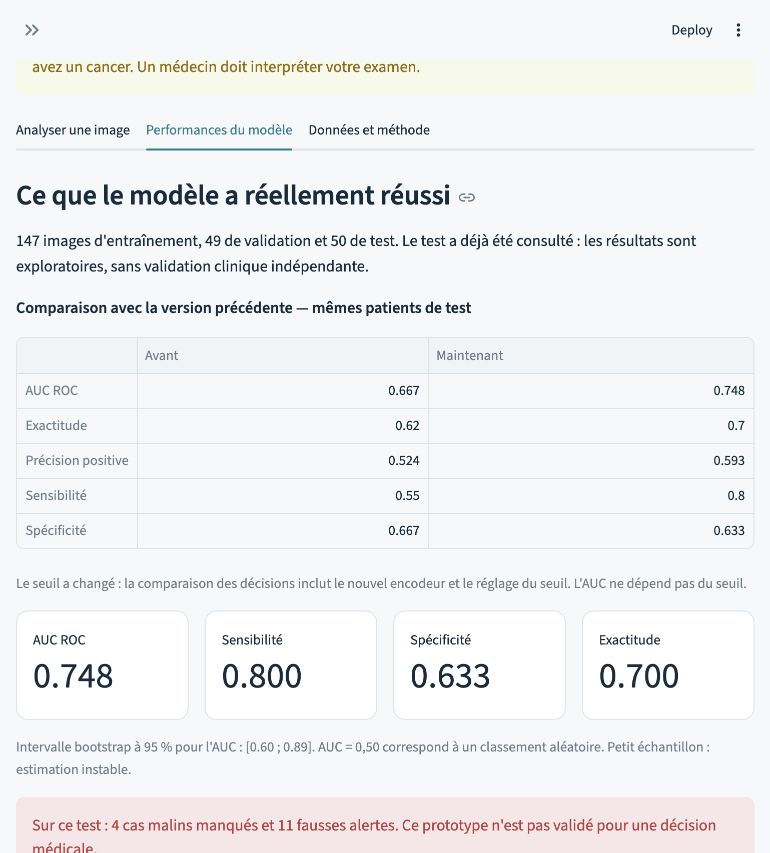 Deploy
avez un cancer. Un médecin doit interpréter votre examen.
Analyser une image Performances du modèle Données et méthode
Ce que le modèle a réellement réussi
147 images d'entraînement, 49 de validation et 50 de test. Le test a déjà été consulté : les résultats sont
exploratoires, sans validation clinique indépendante.
Comparaison avec la version précédente — mêmes patients de test
Avant Maintenant
AUC ROC 0.667 0.748
Exactitude 0.62 0.7
Précision positive 0.524 0.593
Sensibilité 0.55 0.8
Spécificité 0.667 0.633
Le seuil a changé : la comparaison des décisions inclut le nouvel encodeur et le réglage du seuil. L'AUC ne dépend pas du seuil.
AUC ROC Sensibilité Spécificité Exactitude
0.748 0.800 0.633 0.700
Intervalle bootstrap à 95 % pour l'AUC : [0.60 ; 0.89]. AUC = 0,50 correspond à un classement aléatoire. Petit échantillon :
estimation instable.
Sur ce test : 4 cas malins manqués et 11 fausses alertes. Ce prototype n'est pas validé pour une décision
médicale.